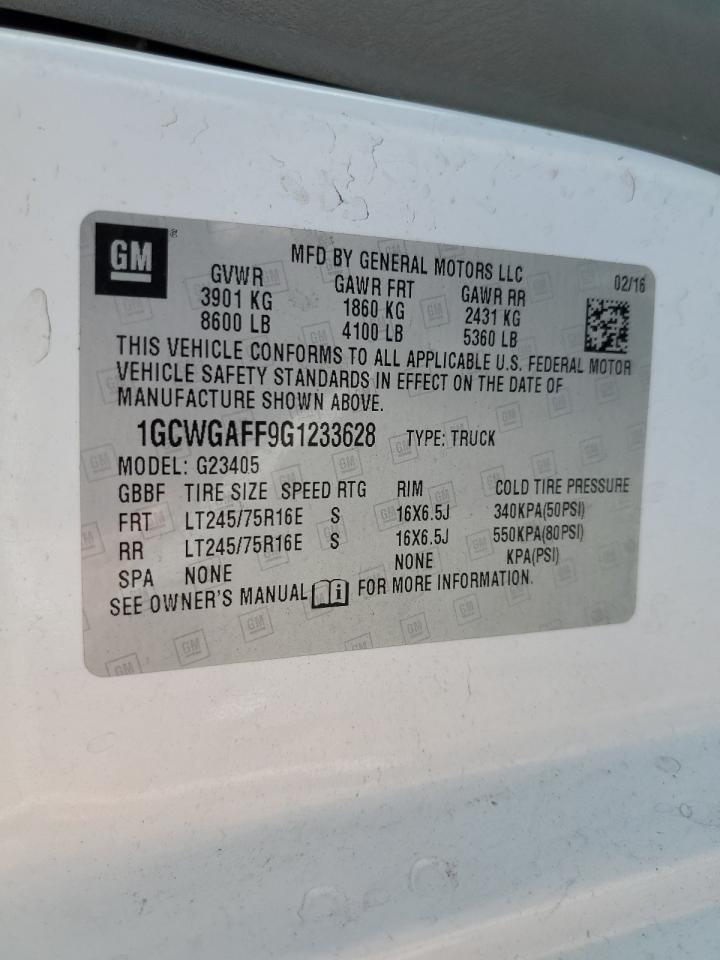 GM®
MFD BY GENERAL MOTORS LLC
02/16
GVWR GAWR FRT GAWR RR
3901 KG 1860 KG 2431 KG
8600 LB 4100 LB 5360 LB
THIS VEHICLE CONFORMS TO ALL APPLICABLE U.S. FEDERAL MOTOR
VEHICLE SAFETY STANDARDS IN EFFECT ON THE DATE OF
MANUFACTURE SHOWN ABOVE.
1GCWGAFF9G1233628 TYPE: TRUCK
MODEL: G23405
GBBF TIRE SIZE SPEED RTG RIM COLD TIRE PRESSURE
FRT LT245/75R16E S 16X6.5J 340KPA(50PSI)
RR LT245/75R16E S 16X6.5J 550KPA(80PSI)
SPA NONE NONE KPA(PSI)
SEE OWNER'S MANUAL i FOR MORE INFORMATION.